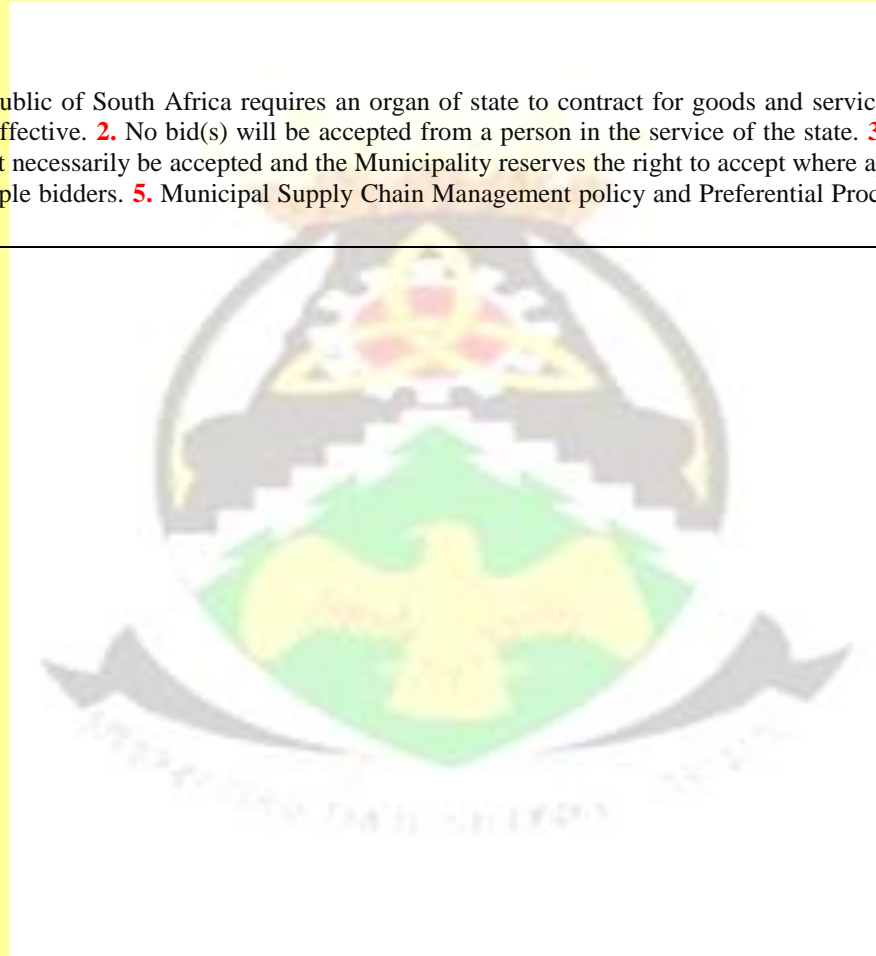 ublic of South Africa requires an organ of state to contract for goods and servic
ffective. 2. No bid(s) will be accepted from a person in the service of the state. 3
t necessarily be accepted and the Municipality reserves the right to accept where a
ple bidders. 5. Municipal Supply Chain Management policy and Preferential Proc